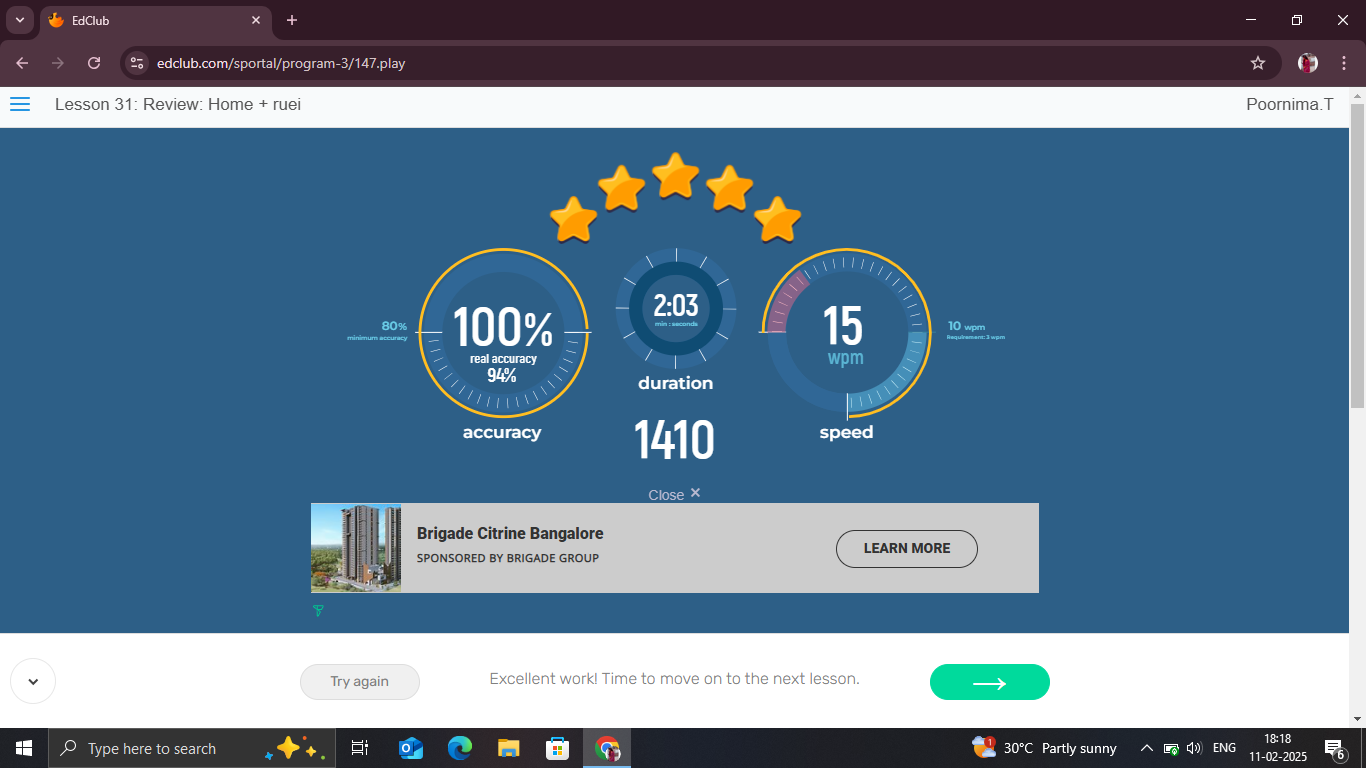 EdClub
edclub.com/sportal/program-3/147.play
Lesson 31: Review: Home + ruei
Poornima.T
80%
minimum accuracy
100%
real accuracy
94%
accuracy
2:03
min : seconds
duration
1410
15
wpm
speed
10 wpm
Requirement: 3 wpm
Close ×
Brigade Citrine Bangalore
SPONSORED BY BRIGADE GROUP
LEARN MORE
Try again
Excellent work! Time to move on to the next lesson.
Type here to search
1
30°C Partly sunny
ENG
18:18
11-02-2025
6